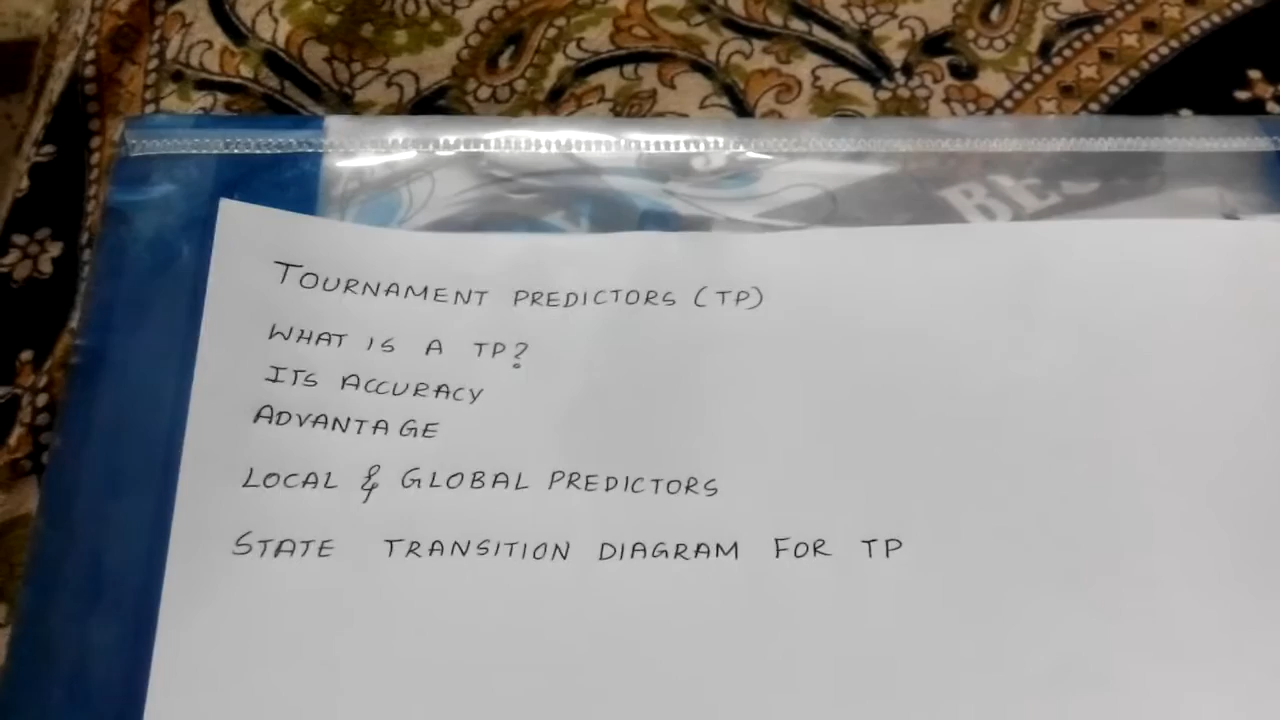 TOURNAMENT PREDICTORS (TP)
WHAT IS A TP?
ITS ACCURACY
ADVANTAGE
LOCAL & GLOBAL PREDICTORS
STATE TRANSITION DIAGRAM FOR TP